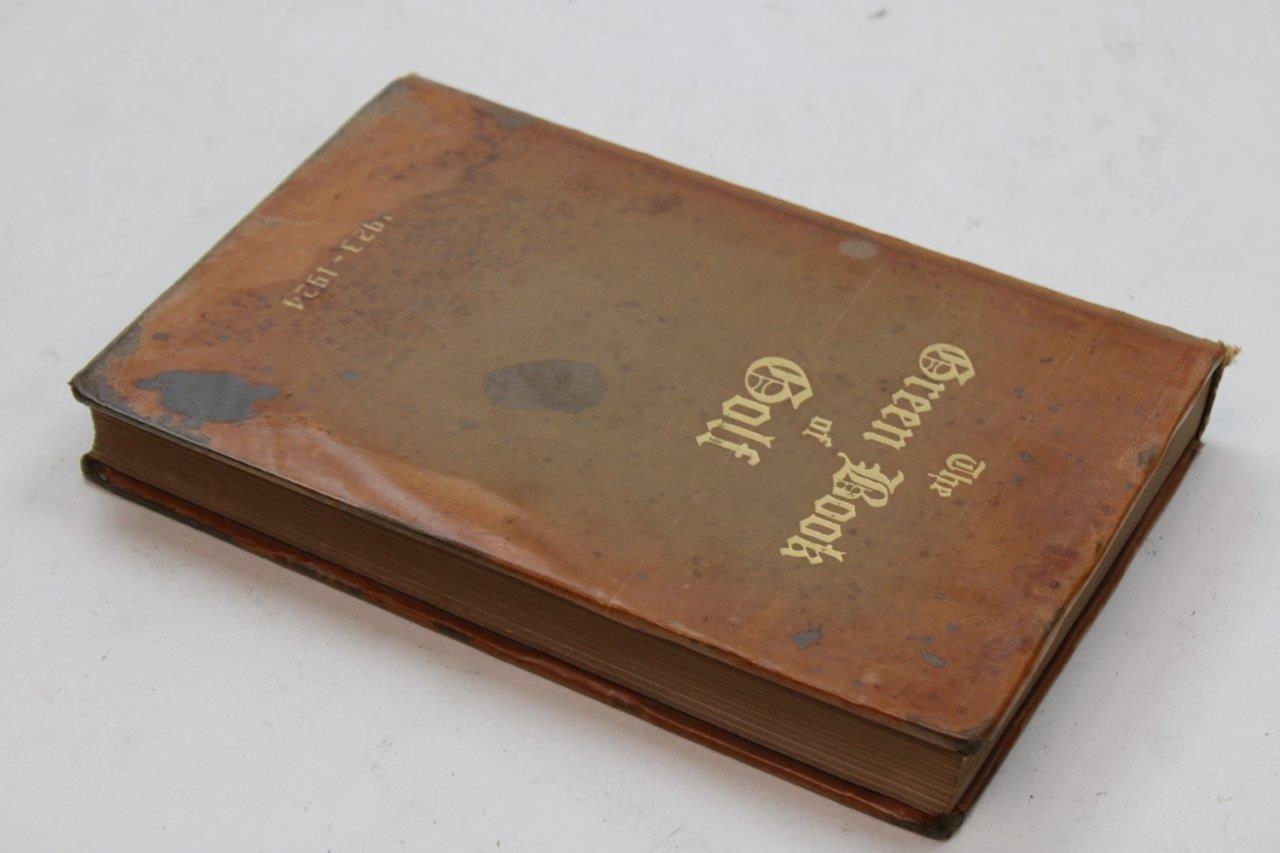 The
Green Book
of
Golf
1923-1924